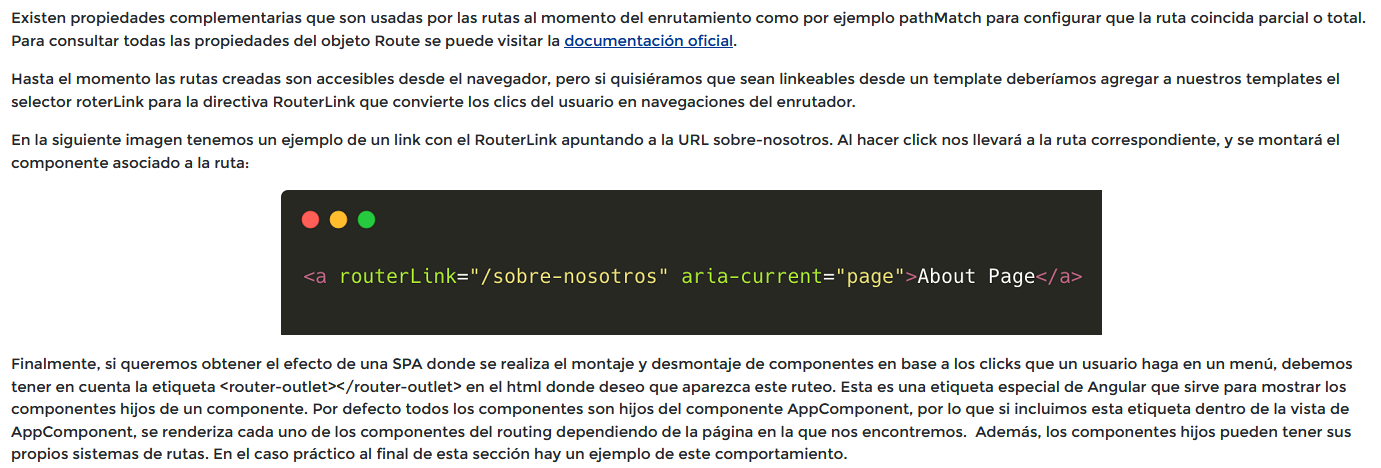 Existen propiedades complementarias que son usadas por las rutas al momento del enrutamiento como por ejemplo pathMatch para configurar que la ruta coincida parcial o total.
Para consultar todas las propiedades del objeto Route se puede visitar la documentación oficial.
Hasta el momento las rutas creadas son accesibles desde el navegador, pero si quisiéramos que sean linkeables desde un template deberíamos agregar a nuestros templates el
selector roterLink para la directiva RouterLink que convierte los clics del usuario en navegaciones del enrutador.
En la siguiente imagen tenemos un ejemplo de un link con el RouterLink apuntando a la URL sobre-nosotros. Al hacer click nos llevará a la ruta correspondiente, y se montará el
componente asociado a la ruta:
<a routerLink="/sobre-nosotros" aria-current="page">About Page</a>
Finalmente, si queremos obtener el efecto de una SPA donde se realiza el montaje y desmontaje de componentes en base a los clicks que un usuario haga en un menú, debemos
tener en cuenta la etiqueta <router-outlet></router-outlet> en el html donde deseo que aparezca este ruteo. Esta es una etiqueta especial de Angular que sirve para mostrar los
componentes hijos de un componente. Por defecto todos los componentes son hijos del componente AppComponent, por lo que si incluimos esta etiqueta dentro de la vista de
AppComponent, se renderiza cada uno de los componentes del routing dependiendo de la página en la que nos encontremos.  Además, los componentes hijos pueden tener sus
propios sistemas de rutas. En el caso práctico al final de esta sección hay un ejemplo de este comportamiento.